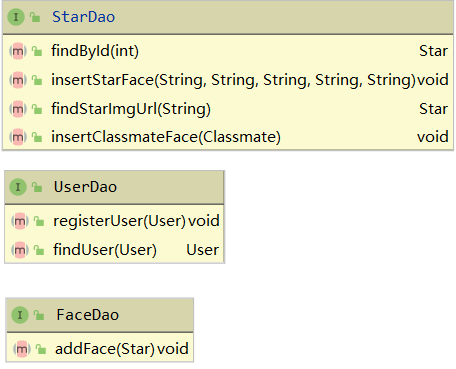 I StarDao
m findById(int) Star
m insertStarFace(String, String, String, String, String) void
m findStarImgUrl(String) Star
m insertClassmateFace(Classmate) void
I UserDao
m registerUser(User) void
m findUser(User) User
I FaceDao
m addFace(Star) void